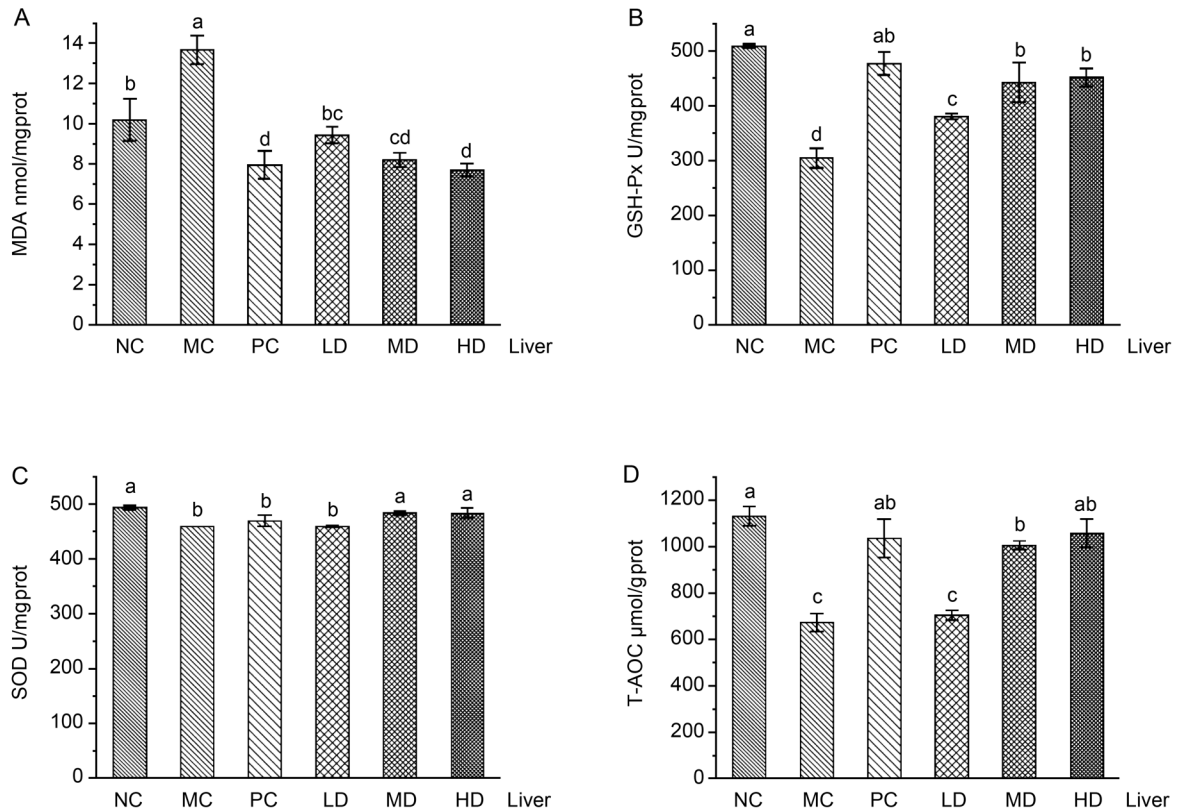 A
MDA nmol/mgprot
14
12
10
8
6
4
2
0
b
a
d
bc
cd
d
NC MC PC LD MD HD Liver
B
GSH-Px U/mgprot
500
400
300
200
100
0
a
d
ab
c
b
b
NC MC PC LD MD HD Liver
C
SOD U/mgprot
500
400
300
200
100
0
a
b
b
b
a
a
NC MC PC LD MD HD Liver
D
T-AOC μmol/gprot
1200
1000
800
600
400
200
0
a
c
ab
c
b
ab
NC MC PC LD MD HD Liver